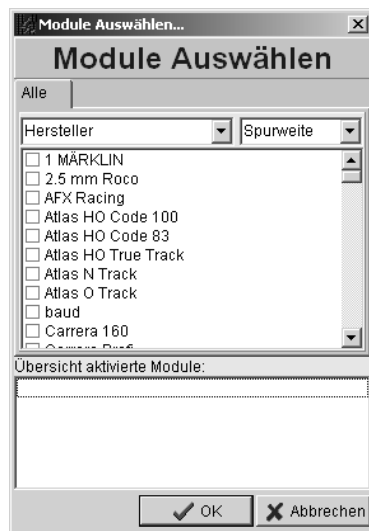 Module Auswählen...
Module Auswählen
Alle
Hersteller Spurweite
1 MÄRKLIN
2.5 mm Roco
AFX Racing
Atlas HO Code 100
Atlas HO Code 83
Atlas HO True Track
Atlas N Track
Atlas O Track
baud
Carrera 160
Übersicht aktivierte Module:
OK Abbrechen